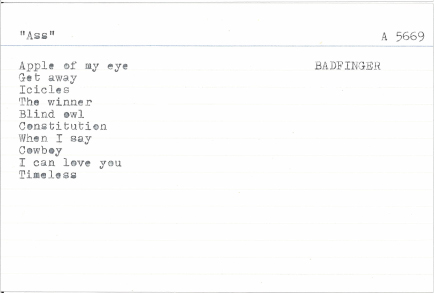 "Ass" A 5669
Apple of my eye BADFINGER
Get away
Icicles
The winner
Blind owl
Constitution
When I say
Cowboy
I can love you
Timeless